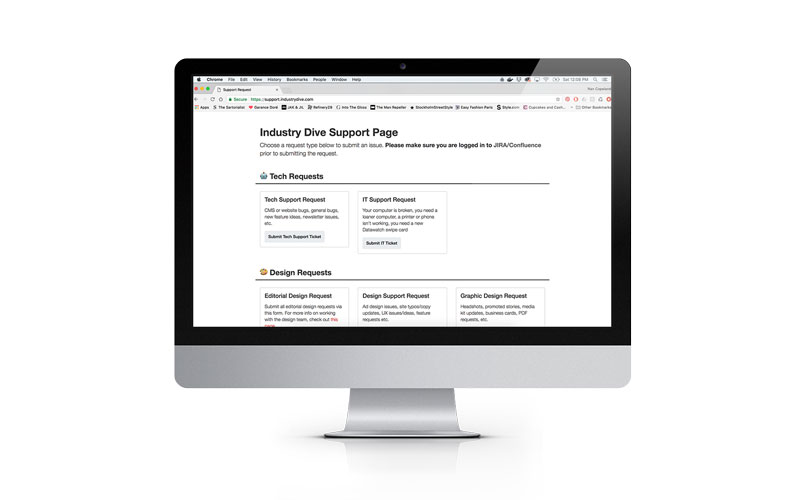 Chrome File Edit View History Bookmarks People Window Help Sat 12:08 PM
Support Request
Secure https://support.industrydive.com
Apps The Sartorialist Garance Doré JAK & JIL Refinery29 Into The Gloss The Man Repeller StockholmStreetStyle Easy Fashion Paris Style.com Cupcakes and Cash... Other Bookmarks
Industry Dive Support Page
Choose a request type below to submit an issue. Please make sure you are logged in to JIRA/Confluence
prior to submitting the request.
Tech Requests
Tech Support Request
CMS or website bugs, general bugs,
new feature ideas, newsletter issues,
etc.
Submit Tech Support Ticket
IT Support Request
Your computer is broken, you need a
loaner computer, a printer or phone
isn't working, you need a new
Datawatch swipe card
Submit IT Ticket
Design Requests
Editorial Design Request
Submit all editorial design requests via
this form. For more info on working
with the design team, check out this
Design Support Request
Ad design issues, site typos/copy
updates, UX issues/ideas, feature
requests etc.
Graphic Design Request
Headshots, promoted stories, media
kit updates, business cards, PDF
requests, etc.